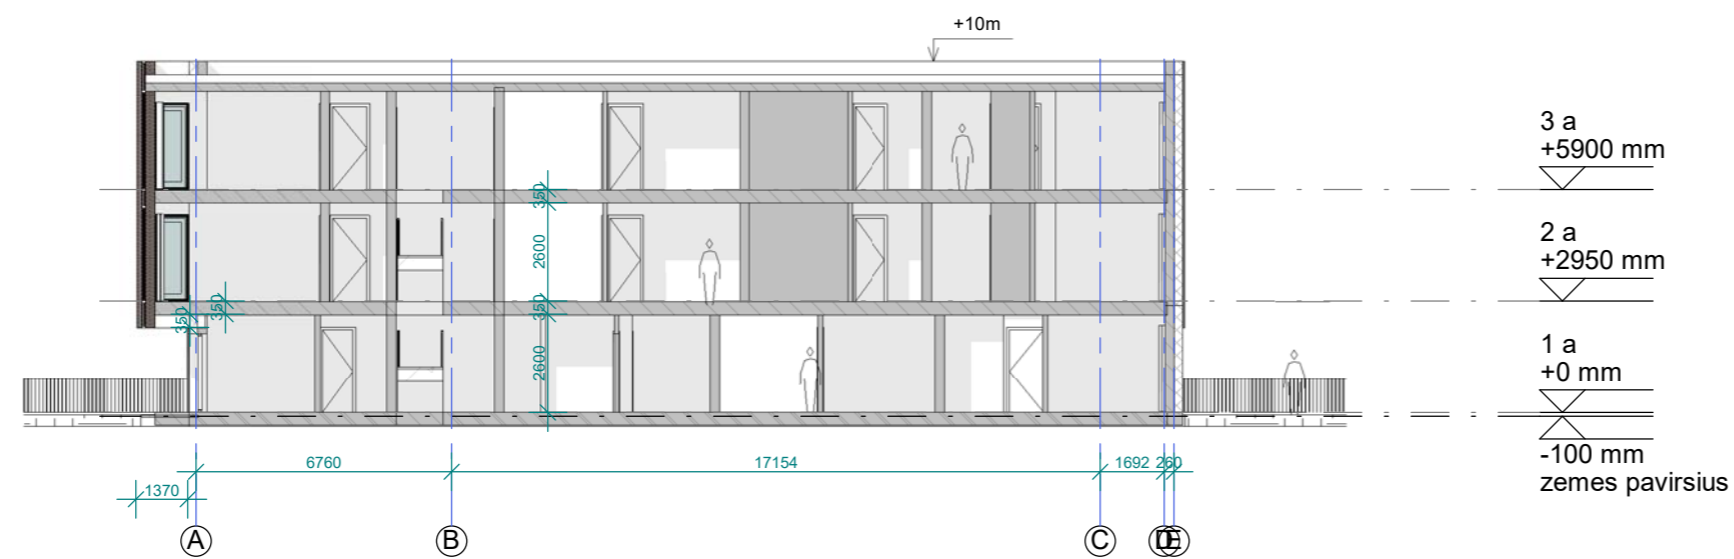 +10m
3 a
+5900 mm
350
2600
2 a
+2950 mm
350
350
350
2600
1 a
+0 mm
-100 mm
zemes pavirsius
6760
17154
1692
260
1370
A
B
C
D
E